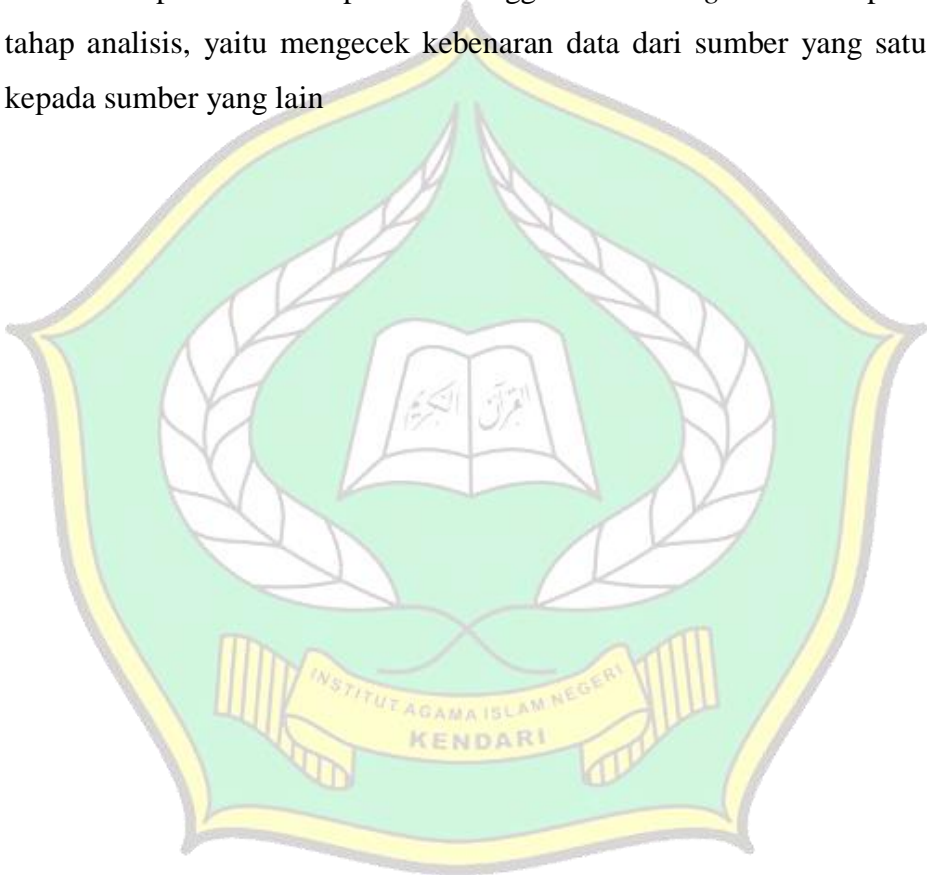 tahap analisis, yaitu mengecek kebenaran data dari sumber yang satu
kepada sumber yang lain
القرآن الكريم
INSTITUT AGAMA ISLAM NEGERI
KENDARI